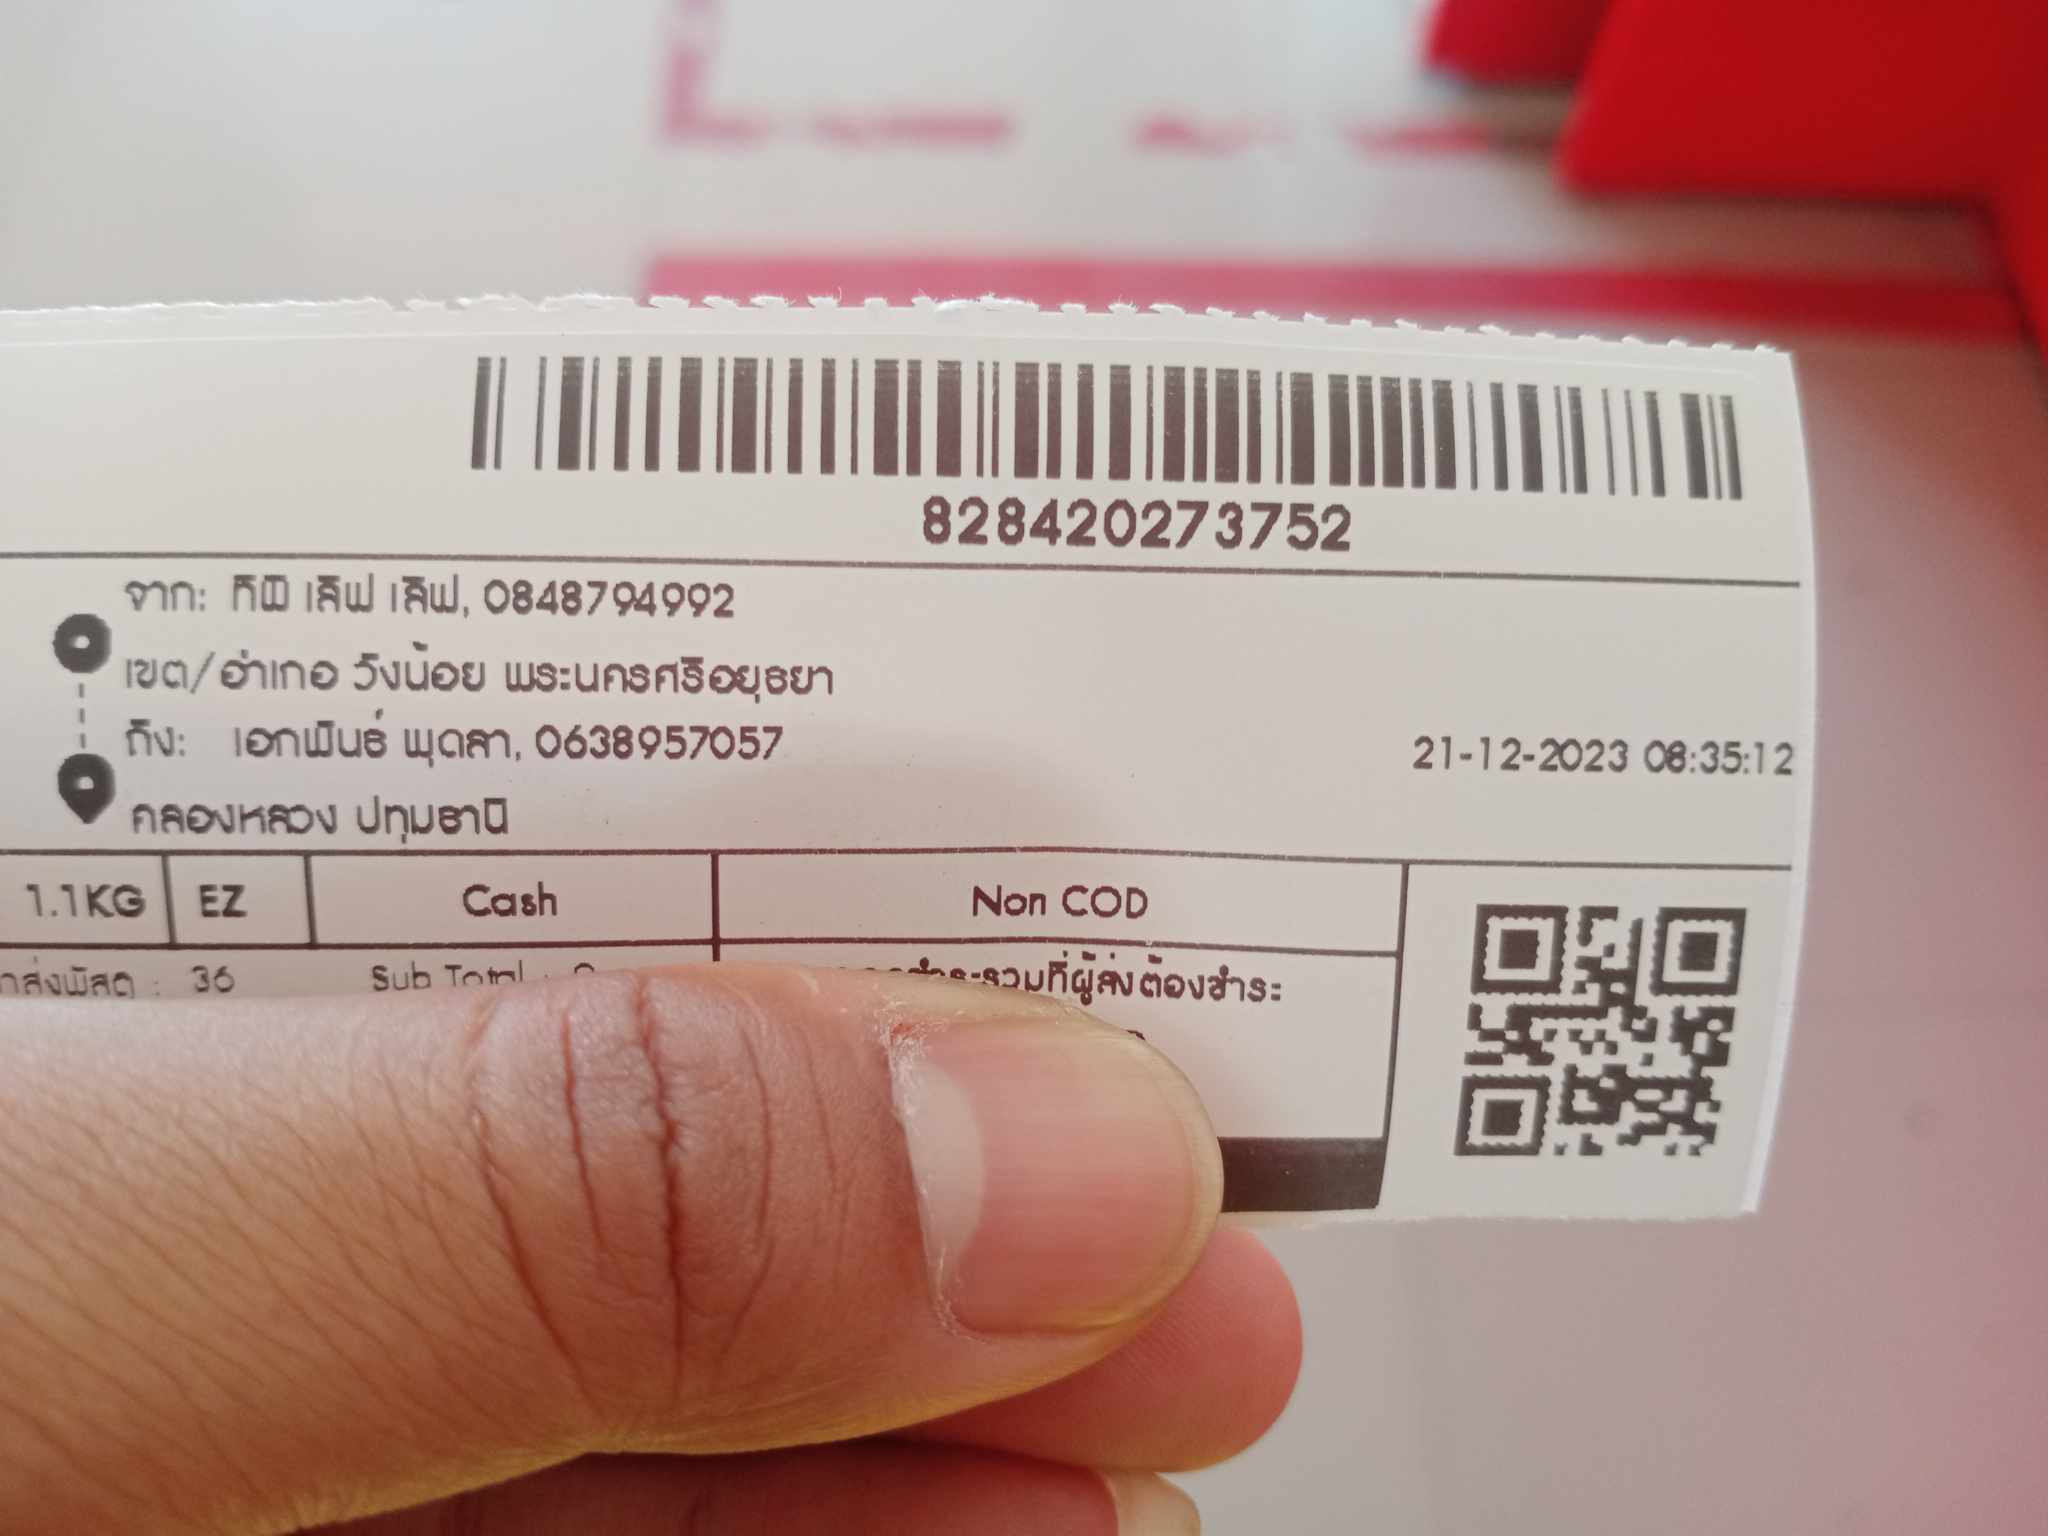 828420273752
จาก: ทีพี เลิฟ เลิฟ, 0848794992
เขต/อำเภอ วังน้อย พระนครศรีอยุธยา
ถึง: เอกพันธ์ พุดลา, 0638957057
21-12-2023 08:35:12
คลองหลวง ปทุมธานี
1.1KG EZ Cash Non COD
36 Sub Total :